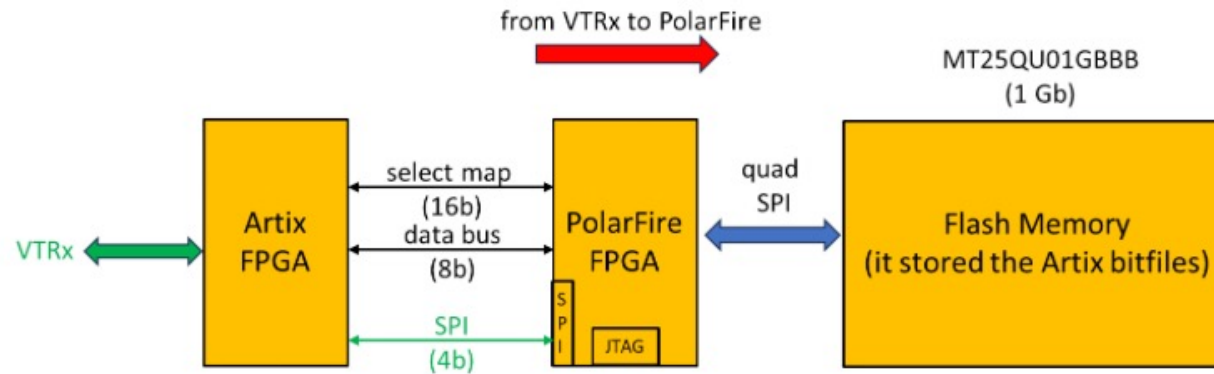 from VTRx to PolarFire
MT25QU01GBBB
(1 Gb)
select map
(16b)
data bus
(8b)
SPI
(4b)
VTRx
Artix
FPGA
PolarFire
FPGA
SPI
JTAG
quad
SPI
Flash Memory
(it stored the Artix bitfiles)